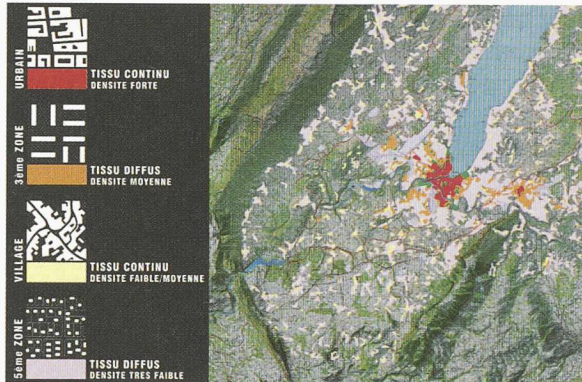 URBAIN
TISSU CONTINU
DENSITE FORTE
3ème ZONE
TISSU DIFFUS
DENSITE MOYENNE
VILLAGE
TISSU CONTINU
DENSITE FAIBLE/MOYENNE
5ème ZONE
TISSU DIFFUS
DENSITE TRES FAIBLE